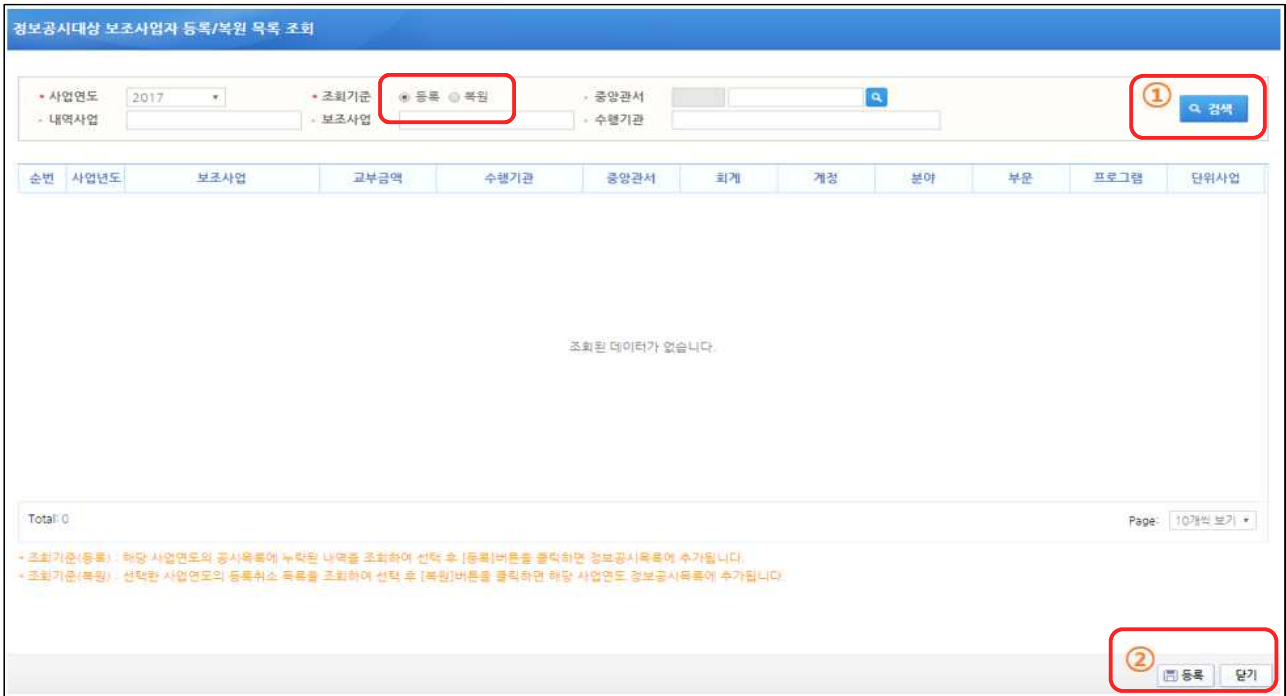 정보공시대상 보조사업자 등록/복원 목록 조회
• 사업연도 2017 • 조회기준 등록 복원 • 중앙관서 ① 검색
• 내역사업 • 보조사업 • 수행기관
순번 사업년도 보조사업 교부금액 수행기관 중앙관서 회계 계정 분야 부문 프로그램 단위사업
조회된 데이터가 없습니다.
Total: 0 Page: 10개씩 보기
* 조회기준(등록) : 해당 사업연도의 공시목록에 누락된 내역을 조회하여 선택 후 [등록]버튼을 클릭하면 정보공시목록에 추가됩니다.
* 조회기준(복원) : 선택한 사업연도의 등록취소 목록을 조회하여 선택 후 [복원]버튼을 클릭하면 해당 사업연도 정보공시목록에 추가됩니다.
② 등록 닫기